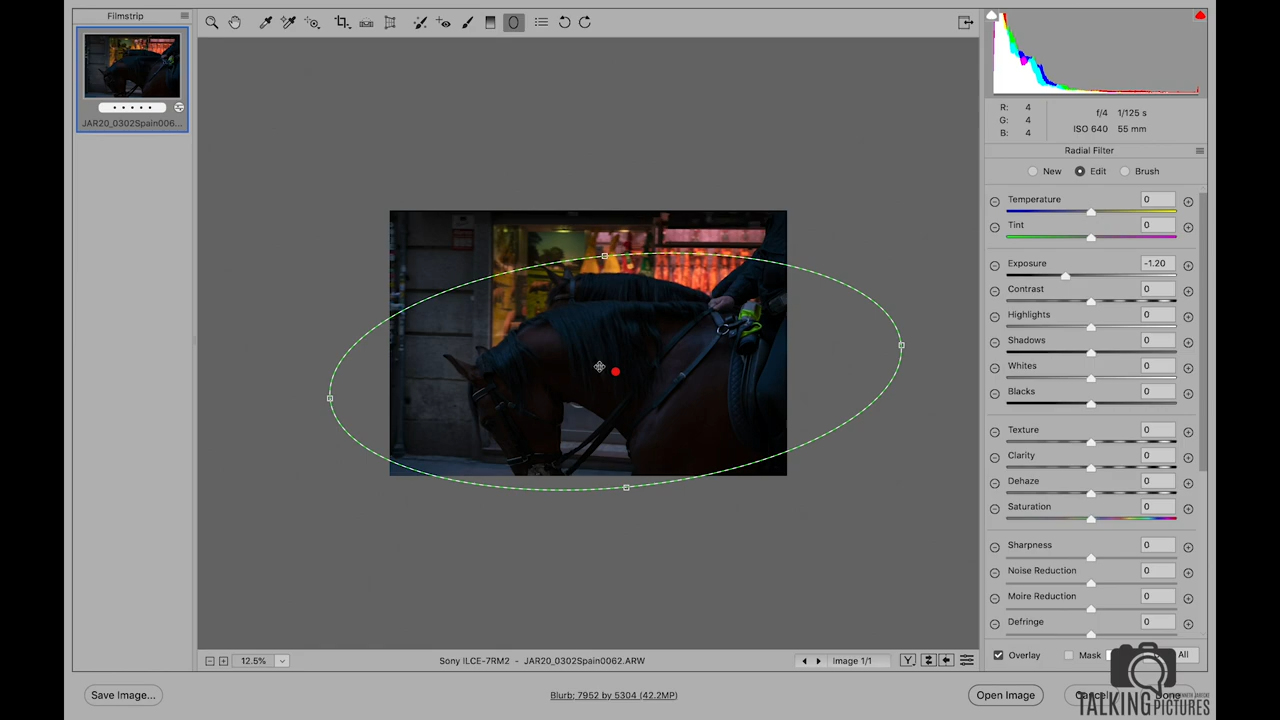 Filmstrip
JAR20_0302Spain006...
R: 4
G: 4
B: 4
f/4 1/125 s
ISO 640 55 mm
Radial Filter
New Edit Brush
Temperature 0
Tint 0
Exposure -1.20
Contrast 0
Highlights 0
Shadows 0
Whites 0
Blacks 0
Texture 0
Clarity 0
Dehaze 0
Saturation 0
Sharpness 0
Noise Reduction 0
Moire Reduction 0
Defringe 0
Overlay Mask All
12.5% Sony ILCE-7RM2 - JAR20_0302Spain0062.ARW Image 1/1 Y
Save Image... Blurb: 7952 by 5304 (42.2MP) Open Image Cancel Done
TALKING PICTURES